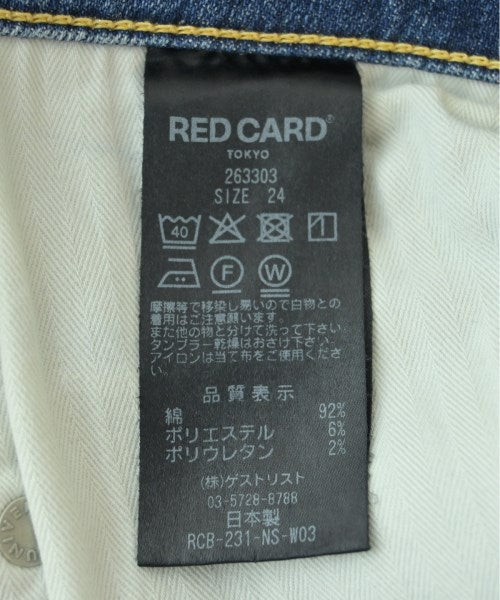 RED CARD®
TOKYO
263303
SIZE 24
40
F W
摩擦等で移染し易いので白物との
着用はご注意願います。
また他の物と分けて洗って下さい。
タンブラー乾燥はおさけ下さい。
アイロンは当て布をご使用ください。
品質表示
綿 92%
ポリエステル 6%
ポリウレタン 2%
(株)ゲストリスト
03-5728-8788
日本製
RCB-231-NS-W03